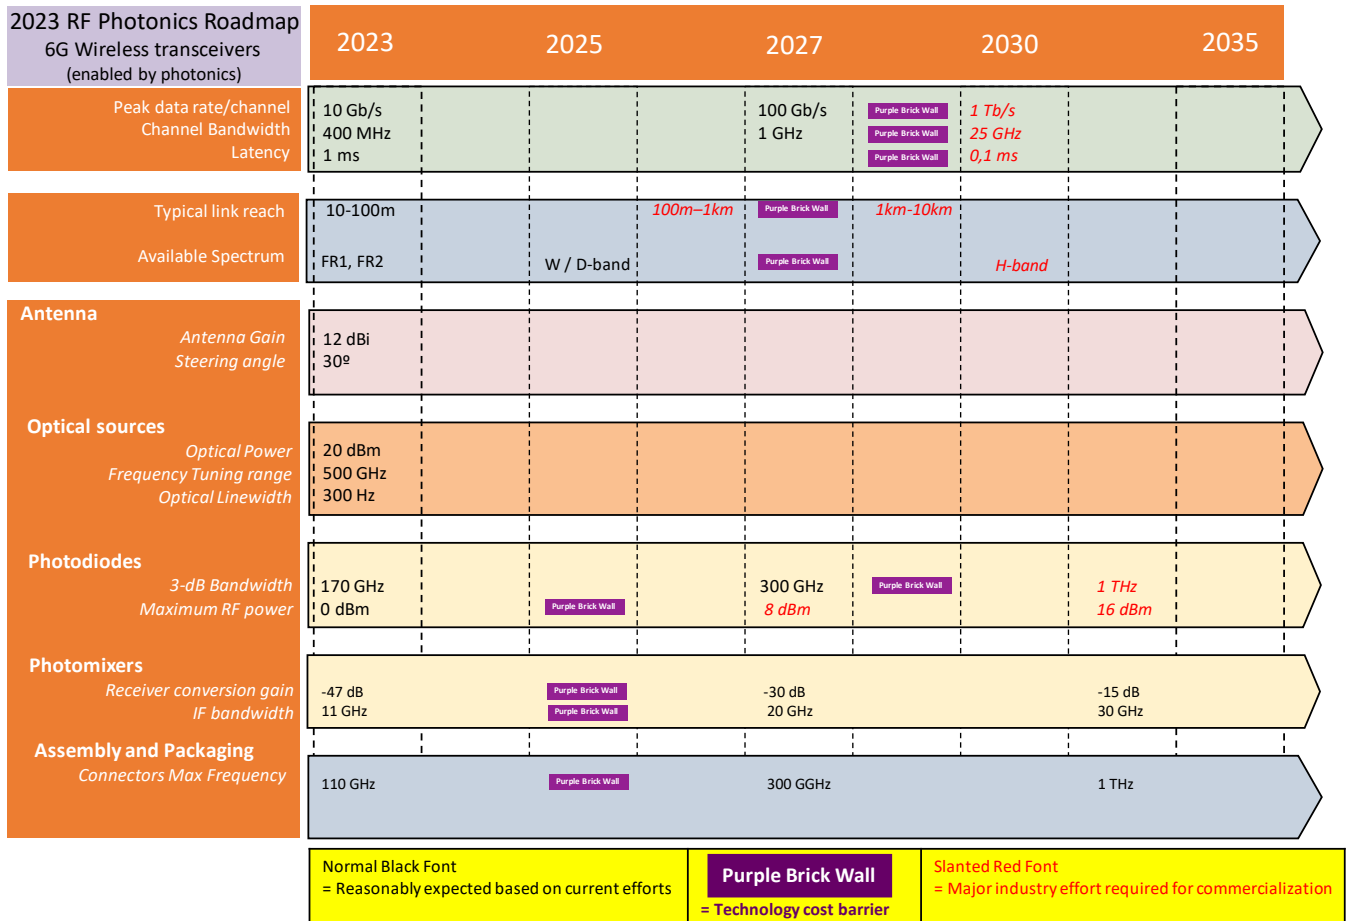 2023 RF Photonics Roadmap
6G Wireless transceivers
(enabled by photonics)
2023 2025 2027 2030 2035
Peak data rate/channel 10 Gb/s 100 Gb/s Purple Brick Wall 1 Tb/s
Channel Bandwidth 400 MHz 1 GHz Purple Brick Wall 25 GHz
Latency 1 ms Purple Brick Wall 0,1 ms
Typical link reach 10-100m 100m–1km Purple Brick Wall 1km-10km
Available Spectrum FR1, FR2 W / D-band Purple Brick Wall H-band
Antenna
Antenna Gain 12 dBi
Steering angle 30º
Optical sources
Optical Power 20 dBm
Frequency Tuning range 500 GHz
Optical Linewidth 300 Hz
Photodiodes
3-dB Bandwidth 170 GHz 300 GHz Purple Brick Wall 1 THz
Maximum RF power 0 dBm Purple Brick Wall 8 dBm 16 dBm
Photomixers
Receiver conversion gain -47 dB Purple Brick Wall -30 dB -15 dB
IF bandwidth 11 GHz Purple Brick Wall 20 GHz 30 GHz
Assembly and Packaging
Connectors Max Frequency 110 GHz Purple Brick Wall 300 GGHz 1 THz
Normal Black Font
= Reasonably expected based on current efforts
Purple Brick Wall
= Technology cost barrier
Slanted Red Font
= Major industry effort required for commercialization